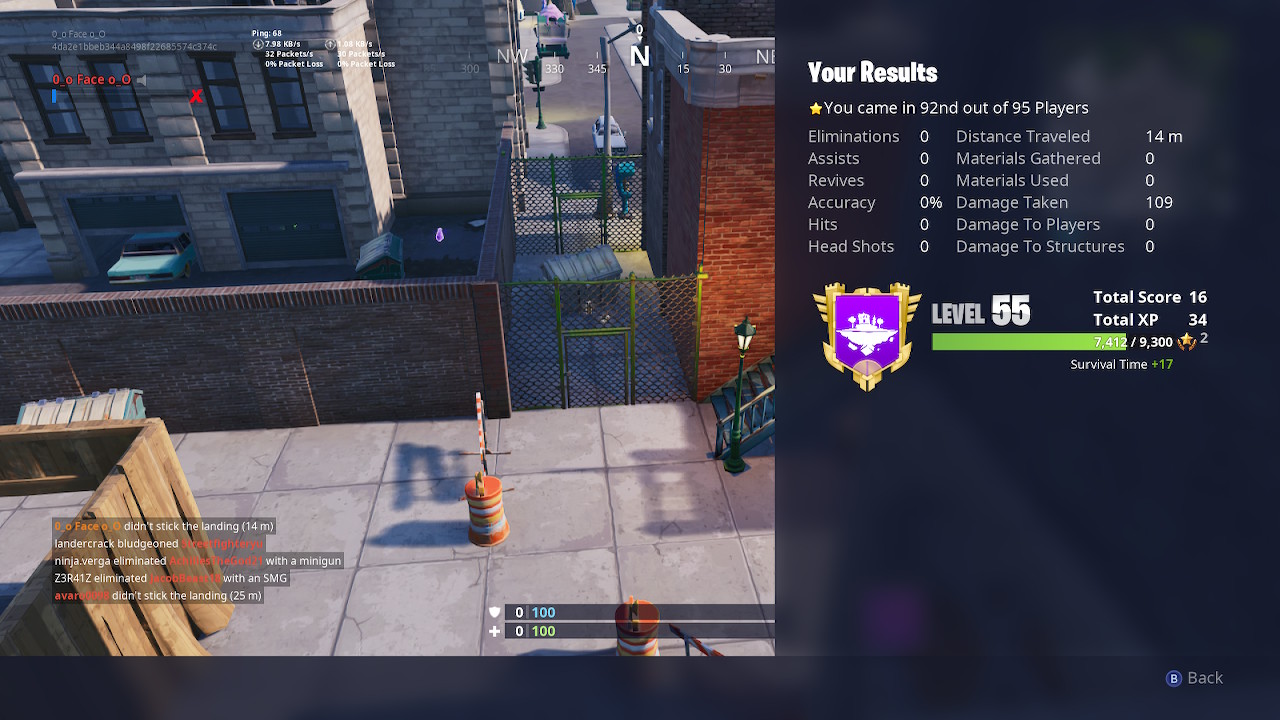 0_o Face o_O
4da2e1bbeb344a8498f22685574c374c
Ping: 68
7.98 KB/s 1.08 KB/s
32 Packets/s 30 Packets/s
0% Packet Loss 0% Packet Loss
0_o Face o_O
X
0
300 NW 330 345 N 15 30 NE
0_o Face o_O didn't stick the landing (14 m)
landercrack bludgeoned
ninja.verga eliminated with a minigun
Z3R41Z eliminated with an SMG
didn't stick the landing (25 m)
0 100
0 100
Your Results
You came in 92nd out of 95 Players
Eliminations 0 Distance Traveled 14 m
Assists 0 Materials Gathered 0
Revives 0 Materials Used 0
Accuracy 0% Damage Taken 109
Hits 0 Damage To Players 0
Head Shots 0 Damage To Structures 0
LEVEL 55
Total Score 16
Total XP 34
7,412 / 9,300 2
Survival Time +17
B Back